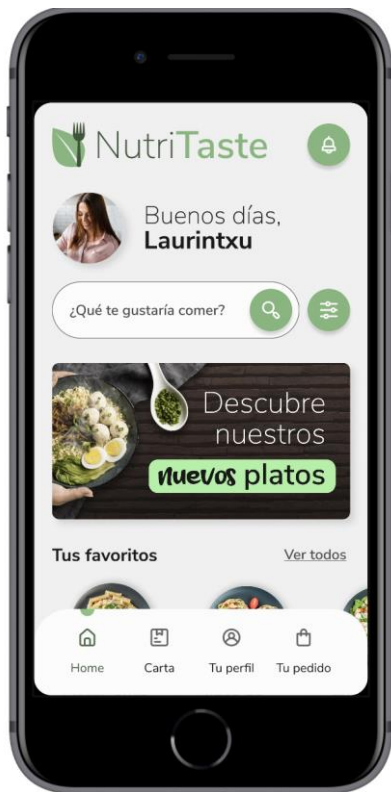 NutriTaste
Buenos días,
Laurintxu
¿Qué te gustaría comer?
Descubre
nuestros
nuevos platos
Tus favoritos Ver todos
Home Carta Tu perfil Tu pedido